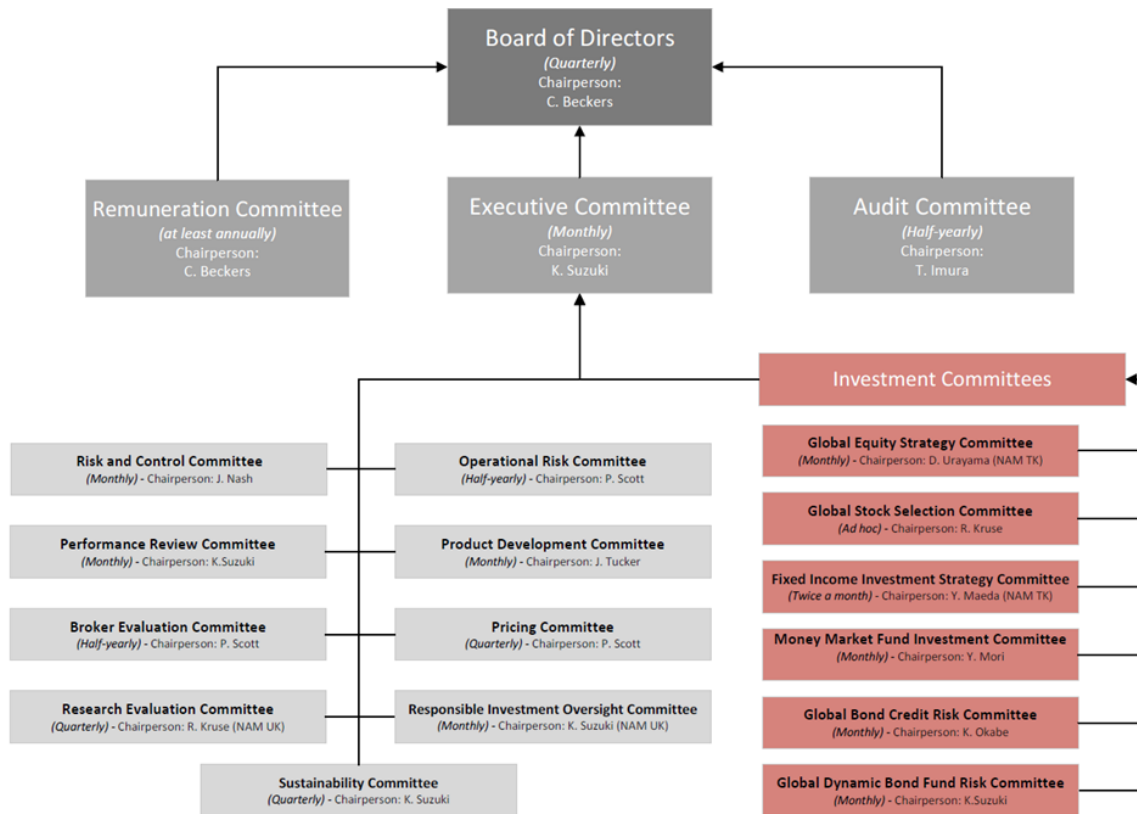 Board of Directors
(Quarterly)
Chairperson:
C. Beckers
Remuneration Committee
(at least annually)
Chairperson:
C. Beckers
Executive Committee
(Monthly)
Chairperson:
K. Suzuki
Audit Committee
(Half-yearly)
Chairperson:
T. Imura
Investment Committees
Risk and Control Committee
(Monthly) - Chairperson: J. Nash
Operational Risk Committee
(Half-yearly) - Chairperson: P. Scott
Performance Review Committee
(Monthly) - Chairperson: K.Suzuki
Product Development Committee
(Monthly) - Chairperson: J. Tucker
Broker Evaluation Committee
(Half-yearly) - Chairperson: P. Scott
Pricing Committee
(Quarterly) - Chairperson: P. Scott
Research Evaluation Committee
(Quarterly) - Chairperson: R. Kruse (NAM UK)
Responsible Investment Oversight Committee
(Monthly) - Chairperson: K. Suzuki (NAM UK)
Sustainability Committee
(Quarterly) - Chairperson: K. Suzuki
Global Equity Strategy Committee
(Monthly) - Chairperson: D. Urayama (NAM TK)
Global Stock Selection Committee
(Ad hoc) - Chairperson: R. Kruse
Fixed Income Investment Strategy Committee
(Twice a month) - Chairperson: Y. Maeda (NAM TK)
Money Market Fund Investment Committee
(Monthly) - Chairperson: Y. Mori
Global Bond Credit Risk Committee
(Monthly) - Chairperson: K. Okabe
Global Dynamic Bond Fund Risk Committee
(Monthly) - Chairperson: K.Suzuki